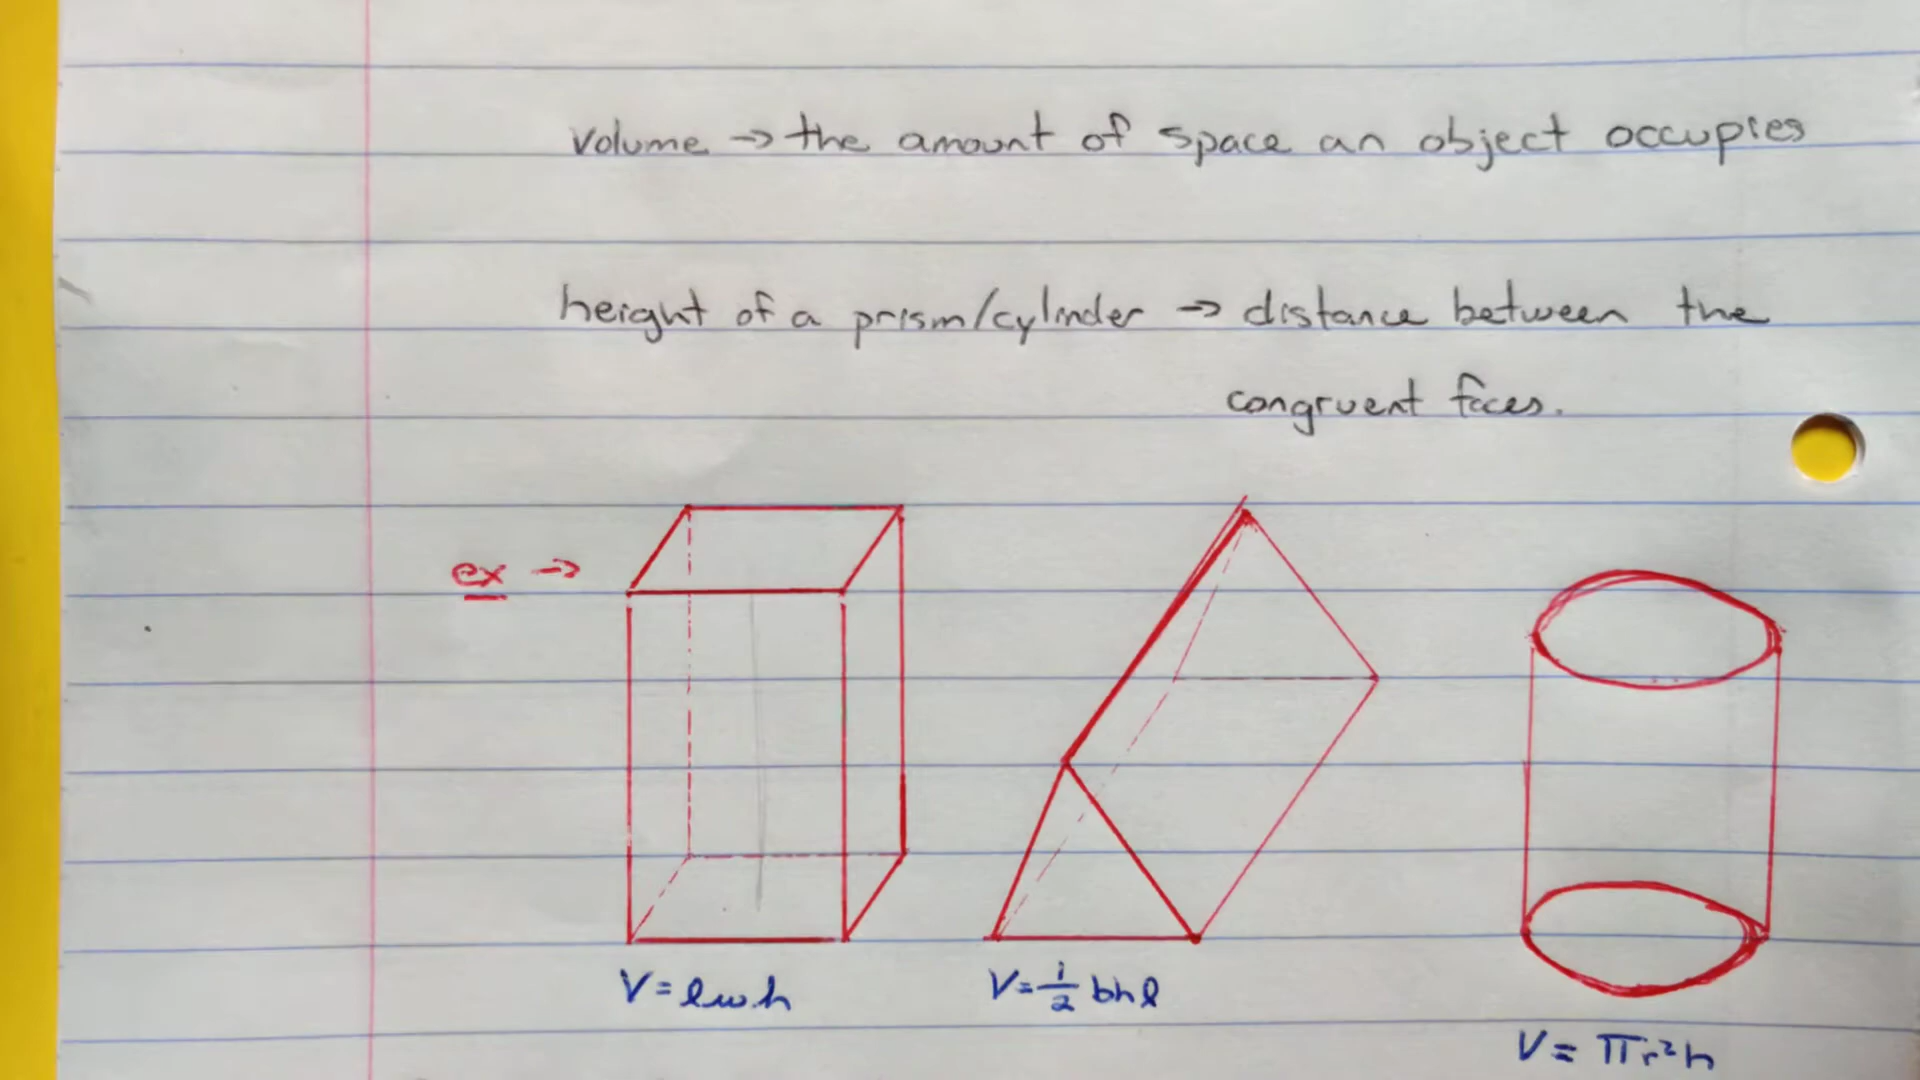 volume → the amount of space an object occupies
height of a prism/cylinder → distance between the
congruent faces.
ex →
V = lwh
V = 1/2 bhl
V = πr²h